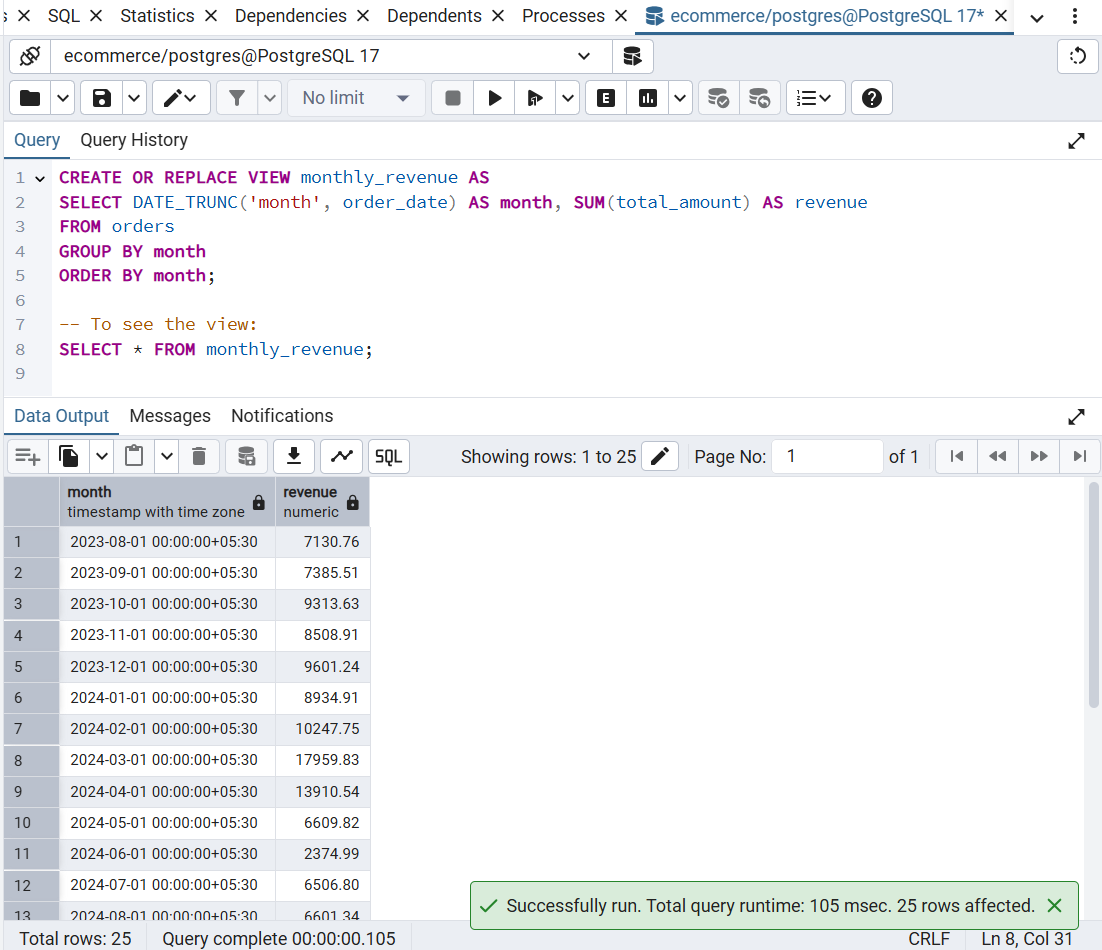 s SQL Statistics Dependencies Dependents Processes ecommerce/postgres@PostgreSQL 17*
ecommerce/postgres@PostgreSQL 17
No limit E
Query Query History
1 CREATE OR REPLACE VIEW monthly_revenue AS
2 SELECT DATE_TRUNC('month', order_date) AS month, SUM(total_amount) AS revenue
3 FROM orders
4 GROUP BY month
5 ORDER BY month;
6
7 -- To see the view:
8 SELECT * FROM monthly_revenue;
9
Data Output Messages Notifications
SQL Showing rows: 1 to 25 Page No: 1 of 1
month revenue
timestamp with time zone numeric
1 2023-08-01 00:00:00+05:30 7130.76
2 2023-09-01 00:00:00+05:30 7385.51
3 2023-10-01 00:00:00+05:30 9313.63
4 2023-11-01 00:00:00+05:30 8508.91
5 2023-12-01 00:00:00+05:30 9601.24
6 2024-01-01 00:00:00+05:30 8934.91
7 2024-02-01 00:00:00+05:30 10247.75
8 2024-03-01 00:00:00+05:30 17959.83
9 2024-04-01 00:00:00+05:30 13910.54
10 2024-05-01 00:00:00+05:30 6609.82
11 2024-06-01 00:00:00+05:30 2374.99
12 2024-07-01 00:00:00+05:30 6506.80
13 2024-08-01 00:00:00+05:30 6601.34
Successfully run. Total query runtime: 105 msec. 25 rows affected.
Total rows: 25 Query complete 00:00:00.105 CRLF Ln 8, Col 31